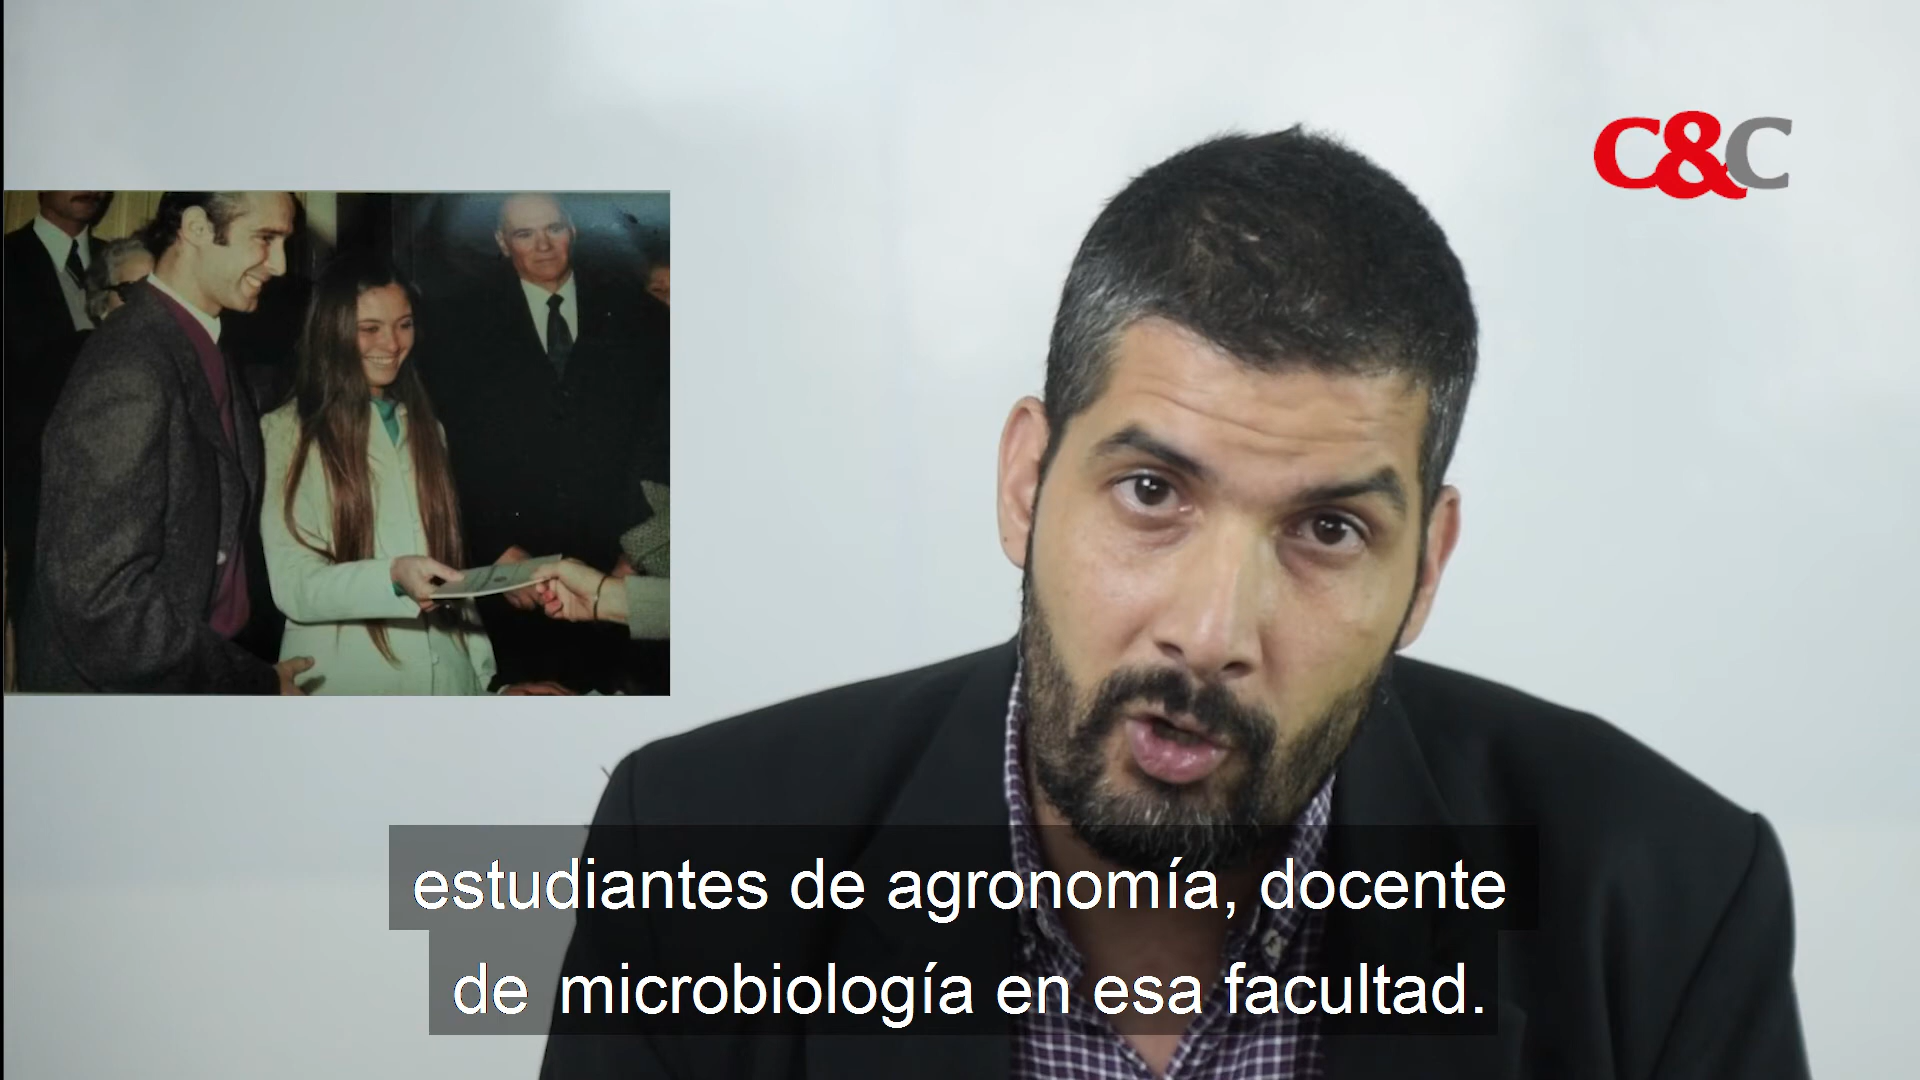 C&C
estudiantes de agronomía, docente
de microbiología en esa facultad.